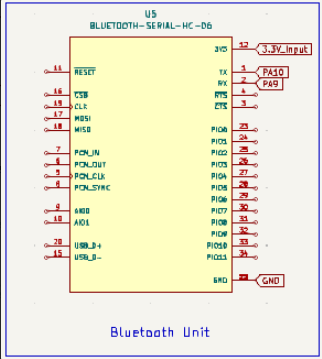 U5
BLUETOOTH-SERIAL-HC-06
3V3 12 3.3V_Input
11 RESET TX 1 PA10
RX 2 PA9
16 CSB RTS 4
19 CLK CTS 3
17 MOSI
18 MISO PIO0 23
PIO1 24
7 PCM_IN PIO2 25
6 PCM_OUT PIO3 26
5 PCM_CLK PIO4 27
8 PCM_SYNC PIO5 28
PIO6 29
9 AIO0 PIO7 30
10 AIO1 PIO8 31
PIO9 32
20 USB_D+ PIO10 33
15 USB_D- PIO11 34
GND GND
Bluetooth Unit